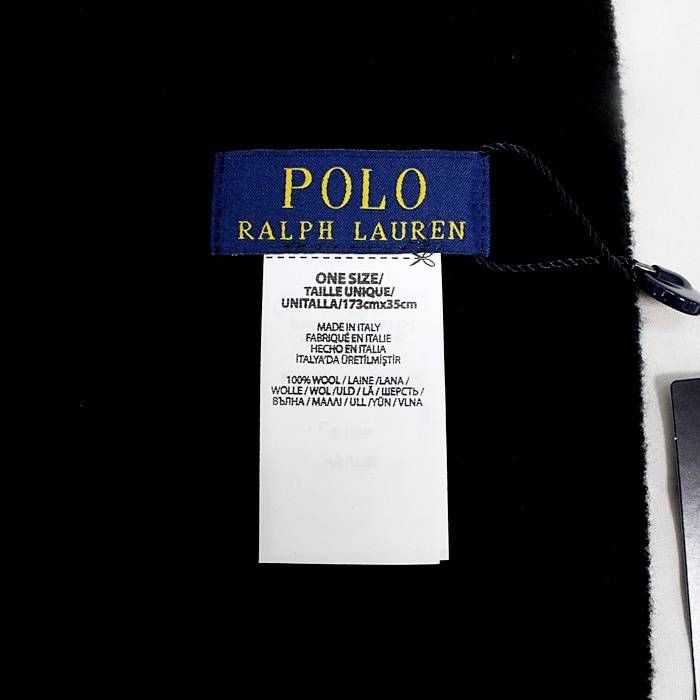 POLO
RALPH LAUREN
ONE SIZE/
TAILLE UNIQUE/
UNITALLA/173cmx35cm
MADE IN ITALY
FABRIQUÉ EN ITALIE
HECHO EN ITALIA
İTALYA'DA ÜRETİLMİŞTİR
100% WOOL / LAINE /LANA /
WOLLE / WOL /ULD / LÃ / ШЕРСТЬ /
ВЪЛНА / ΜΑΛΛΙ / ULL /YÜN / VLNA